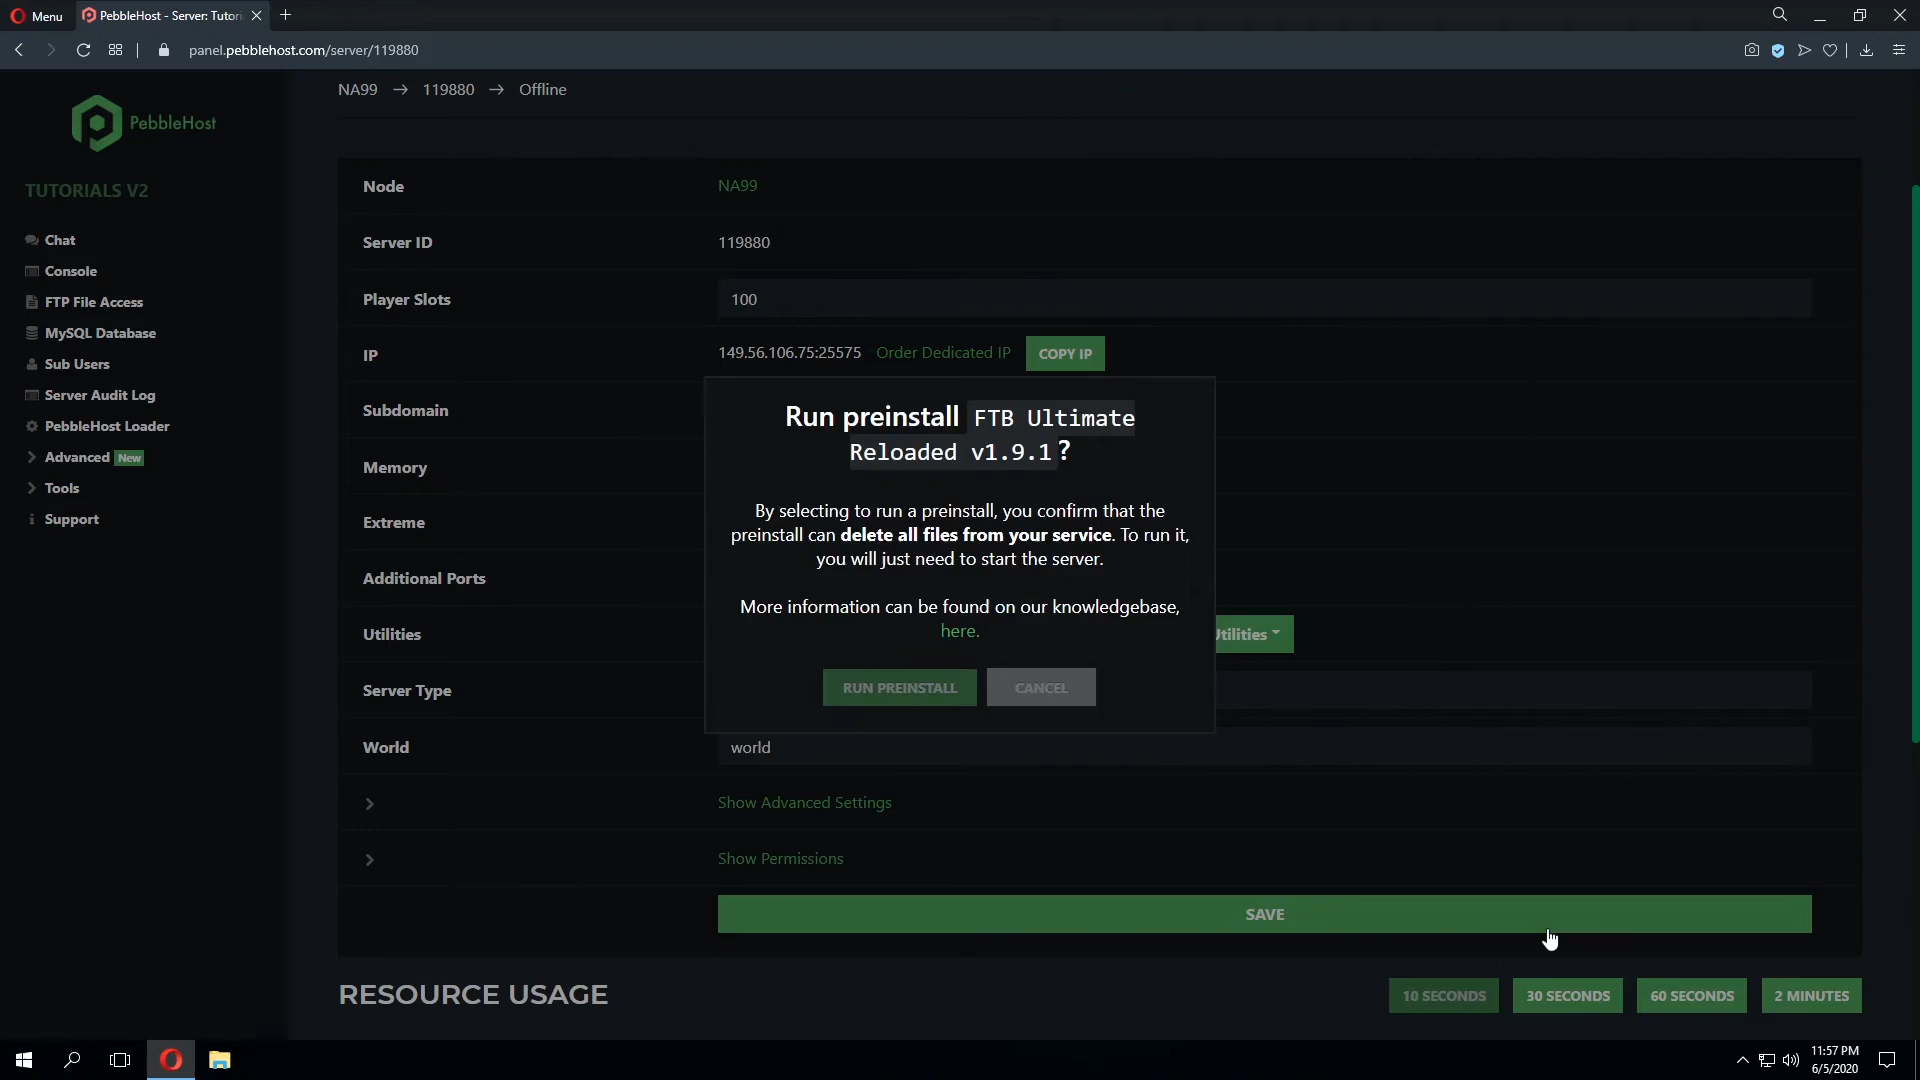 Menu
PebbleHost - Server: Tutori
panel.pebblehost.com/server/119880
NA99 → 119880 → Offline
PebbleHost
TUTORIALS V2
Chat
Console
FTP File Access
MySQL Database
Sub Users
Server Audit Log
PebbleHost Loader
Advanced New
Tools
Support
Node NA99
Server ID 119880
Player Slots 100
IP 149.56.106.75:25575 Order Dedicated IP COPY IP
Subdomain
Memory
Extreme
Additional Ports
Utilities
Server Type
World world
Show Advanced Settings
Show Permissions
SAVE
Run preinstall FTB Ultimate
Reloaded v1.9.1?
By selecting to run a preinstall, you confirm that the
preinstall can delete all files from your service. To run it,
you will just need to start the server.
More information can be found on our knowledgebase,
here.
RUN PREINSTALL CANCEL
Utilities
RESOURCE USAGE
10 SECONDS 30 SECONDS 60 SECONDS 2 MINUTES
11:57 PM
6/5/2020